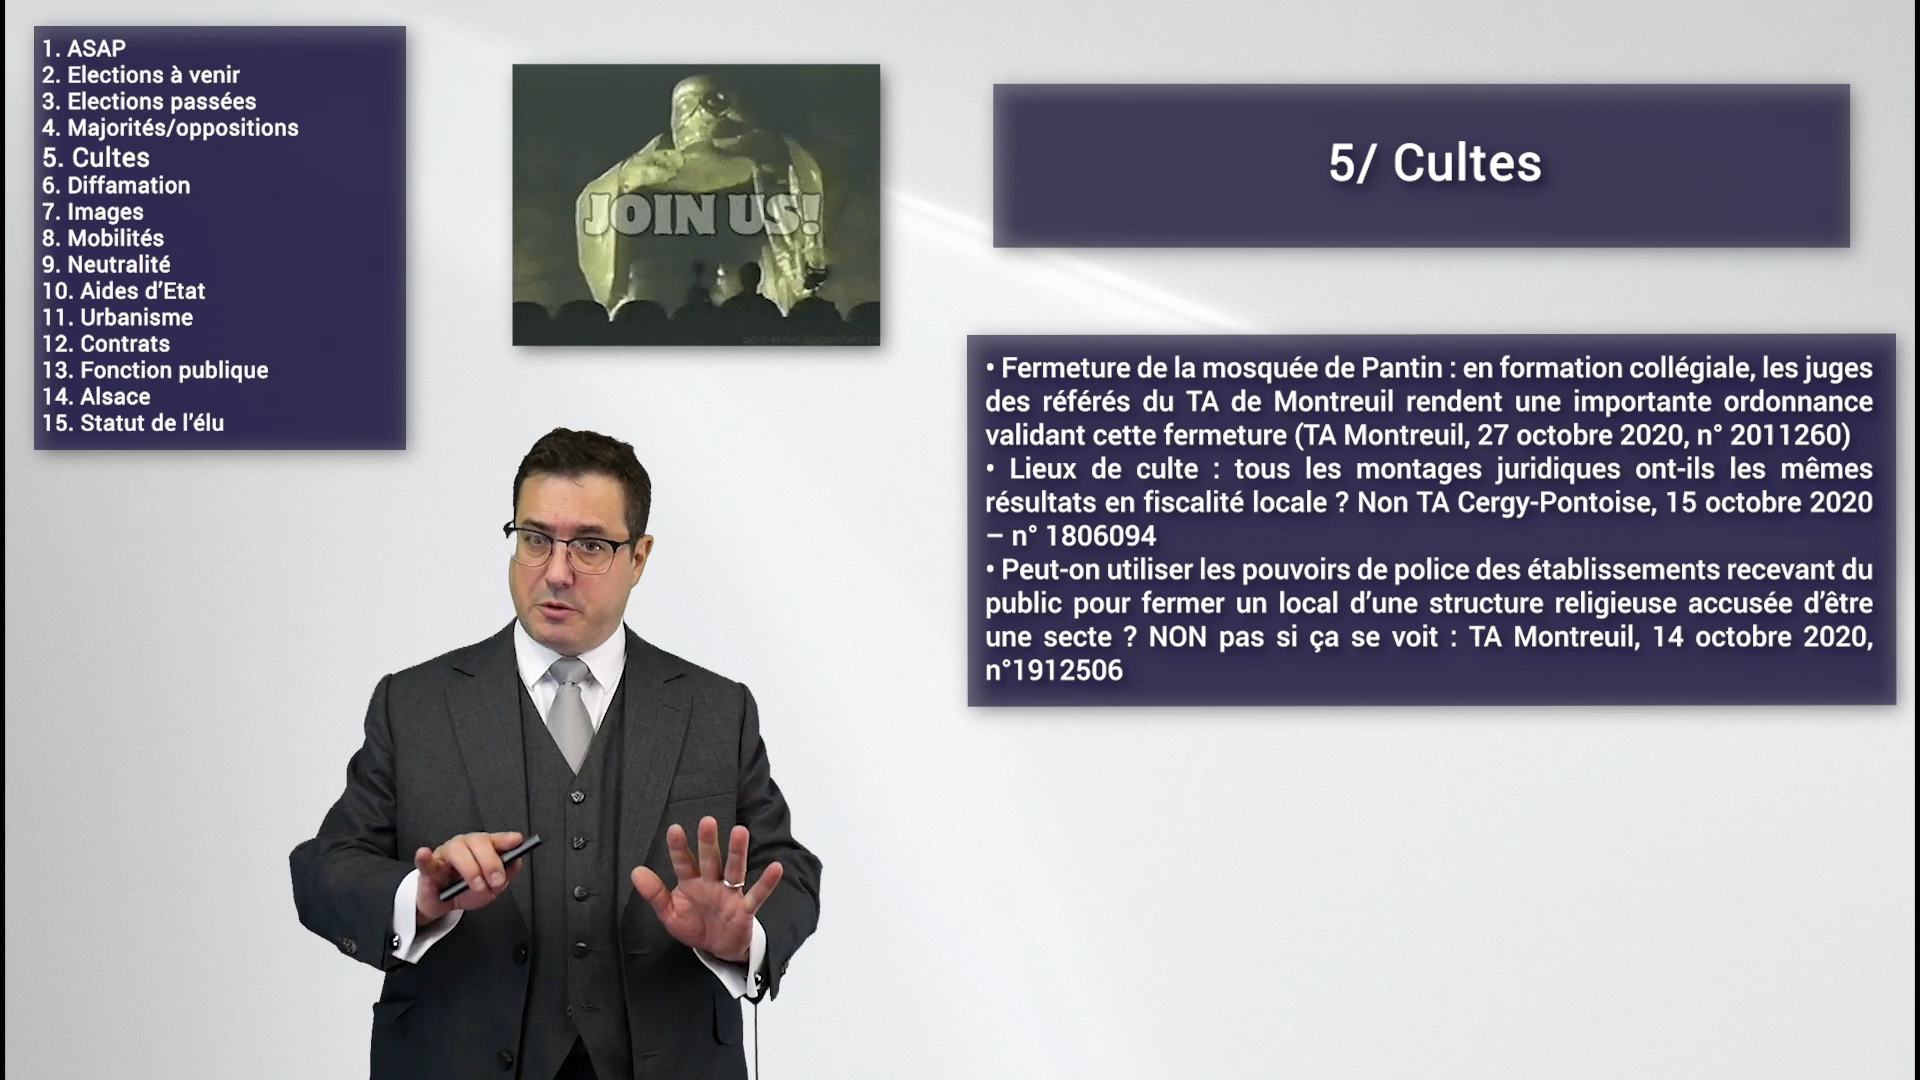 1. ASAP
2. Elections à venir
3. Elections passées
4. Majorités/oppositions
5. Cultes
6. Diffamation
7. Images
8. Mobilités
9. Neutralité
10. Aides d'Etat
11. Urbanisme
12. Contrats
13. Fonction publique
14. Alsace
15. Statut de l'élu
JOIN US!
5/ Cultes
• Fermeture de la mosquée de Pantin : en formation collégiale, les juges
des référés du TA de Montreuil rendent une importante ordonnance
validant cette fermeture (TA Montreuil, 27 octobre 2020, n° 2011260)
• Lieux de culte : tous les montages juridiques ont-ils les mêmes
résultats en fiscalité locale ? Non TA Cergy-Pontoise, 15 octobre 2020
– n° 1806094
• Peut-on utiliser les pouvoirs de police des établissements recevant du
public pour fermer un local d'une structure religieuse accusée d'être
une secte ? NON pas si ça se voit : TA Montreuil, 14 octobre 2020,
n°1912506